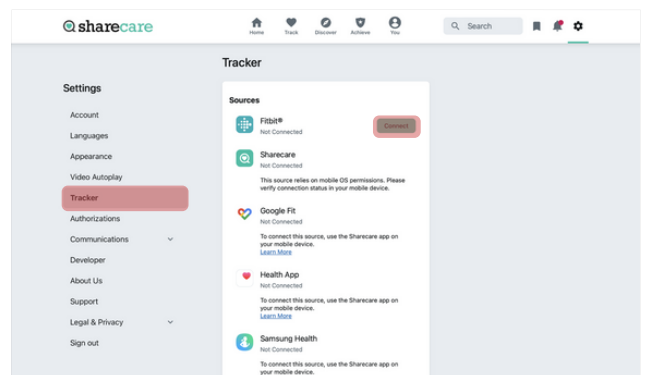 sharecare
Home Track Discover Achieve You
Search
Tracker
Settings
Account
Languages
Appearance
Video Autoplay
Tracker
Authorizations
Communications
Developer
About Us
Support
Legal & Privacy
Sign out
Sources
Fitbit®
Not Connected
Connect
Sharecare
Not Connected
This source relies on mobile OS permissions. Please
verify connection status in your mobile device.
Google Fit
Not Connected
To connect this source, use the Sharecare app on
your mobile device.
Learn More
Health App
Not Connected
To connect this source, use the Sharecare app on
your mobile device.
Learn More
Samsung Health
Not Connected
To connect this source, use the Sharecare app on
your mobile device.